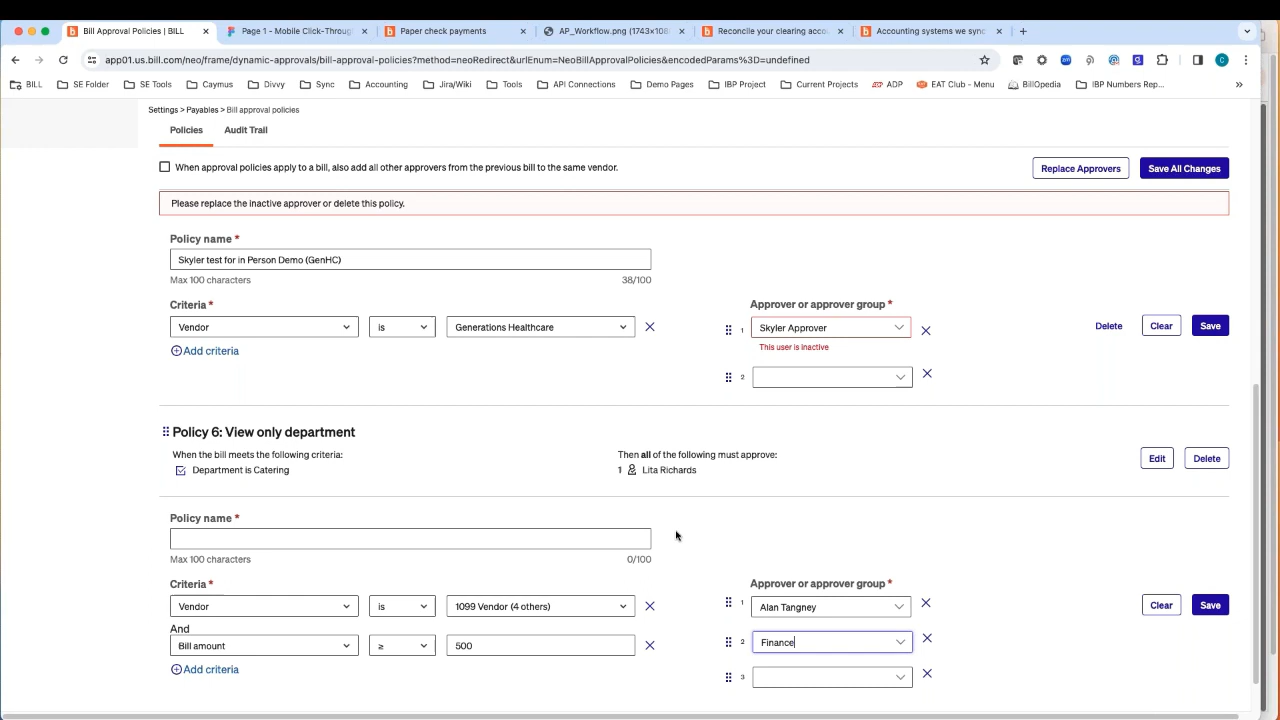 Bill Approval Policies | BILL
Page 1 - Mobile Click-Throug
Paper check payments
AP_Workflow.png (1743×108
Reconcile your clearing acco
Accounting systems we sync
app01.us.bill.com/neo/frame/dynamic-approvals/bill-approval-policies?method=neoRedirect&urlEnum=NeoBillApprovalPolicies&encodedParams%3D=undefined
BILL
SE Folder
SE Tools
Caymus
Divvy
Sync
Accounting
Jira/Wiki
Tools
API Connections
Demo Pages
IBP Project
Current Projects
ADP
EAT Club - Menu
BILLOpedia
IBP Numbers Rep...
Settings > Payables > Bill approval policies
Policies
Audit Trail
When approval policies apply to a bill, also add all other approvers from the previous bill to the same vendor.
Replace Approvers
Save All Changes
Please replace the inactive approver or delete this policy.
Policy name *
Skyler test for in Person Demo (GenHC)
Max 100 characters
38/100
Criteria *
Approver or approver group *
Vendor
is
Generations Healthcare
1
Skyler Approver
Delete
Clear
Save
This user is inactive
Add criteria
2
Policy 6: View only department
When the bill meets the following criteria:
Then all of the following must approve:
Department is Catering
1
Lita Richards
Edit
Delete
Policy name *
Max 100 characters
0/100
Criteria *
Approver or approver group *
Vendor
is
1099 Vendor (4 others)
1
Alan Tangney
Clear
Save
And
Bill amount
≥
500
2
Finance
Add criteria
3